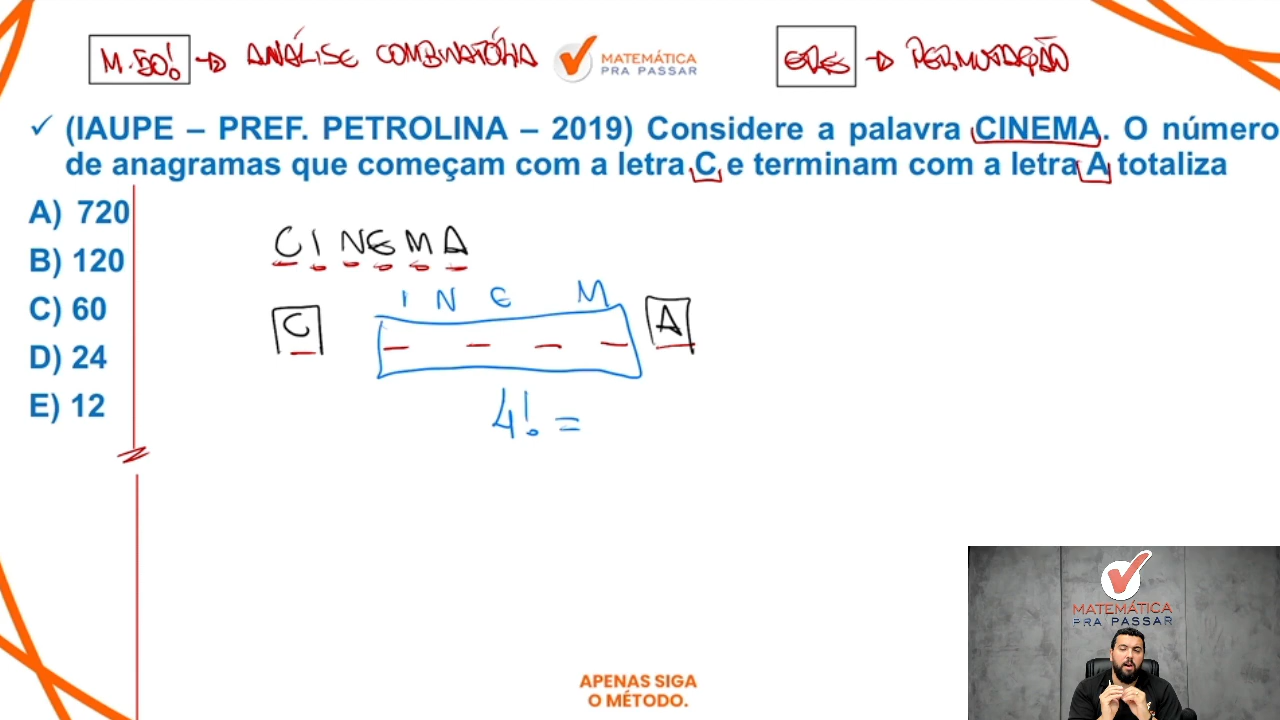 M.50! → ANÁLISE COMBINATÓRIA
MATEMÁTICA
PRA PASSAR
→ PERMUTAÇÃO
✓ (IAUPE – PREF. PETROLINA – 2019) Considere a palavra CINEMA. O número
de anagramas que começam com a letra C e terminam com a letra A totaliza
A) 720
B) 120
C) 60
D) 24
E) 12
CINEMA
I N E M
C A
4! =
MATEMÁTICA
PRA PASSAR
APENAS SIGA
O MÉTODO.